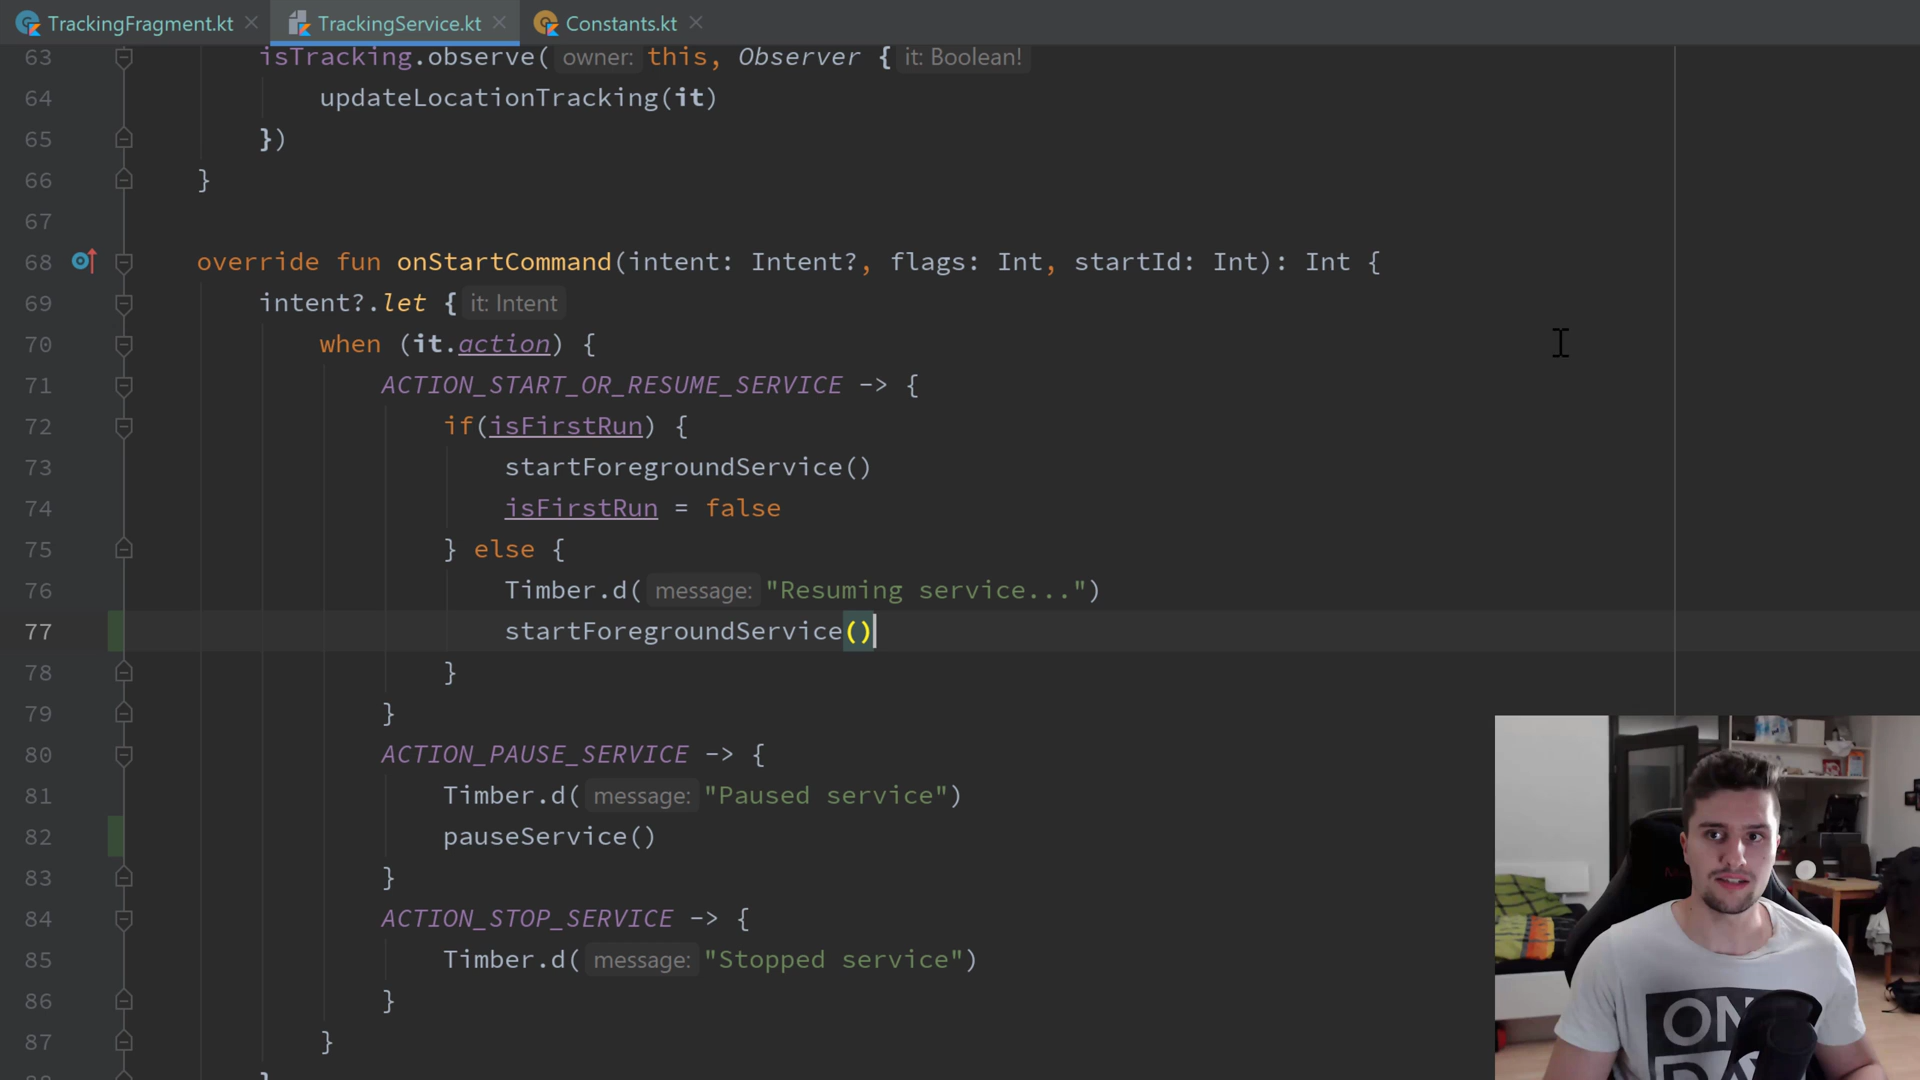 TrackingFragment.kt
TrackingService.kt
Constants.kt
63 isTracking.observe( owner: this, Observer { it: Boolean!
64 updateLocationTracking(it)
65 })
66 }
67
68 override fun onStartCommand(intent: Intent?, flags: Int, startId: Int): Int {
69 intent?.let { it: Intent
70 when (it.action) {
71 ACTION_START_OR_RESUME_SERVICE -> {
72 if(isFirstRun) {
73 startForegroundService()
74 isFirstRun = false
75 } else {
76 Timber.d( message: "Resuming service...")
77 startForegroundService()
78 }
79 }
80 ACTION_PAUSE_SERVICE -> {
81 Timber.d( message: "Paused service")
82 pauseService()
83 }
84 ACTION_STOP_SERVICE -> {
85 Timber.d( message: "Stopped service")
86 }
87 }
ON